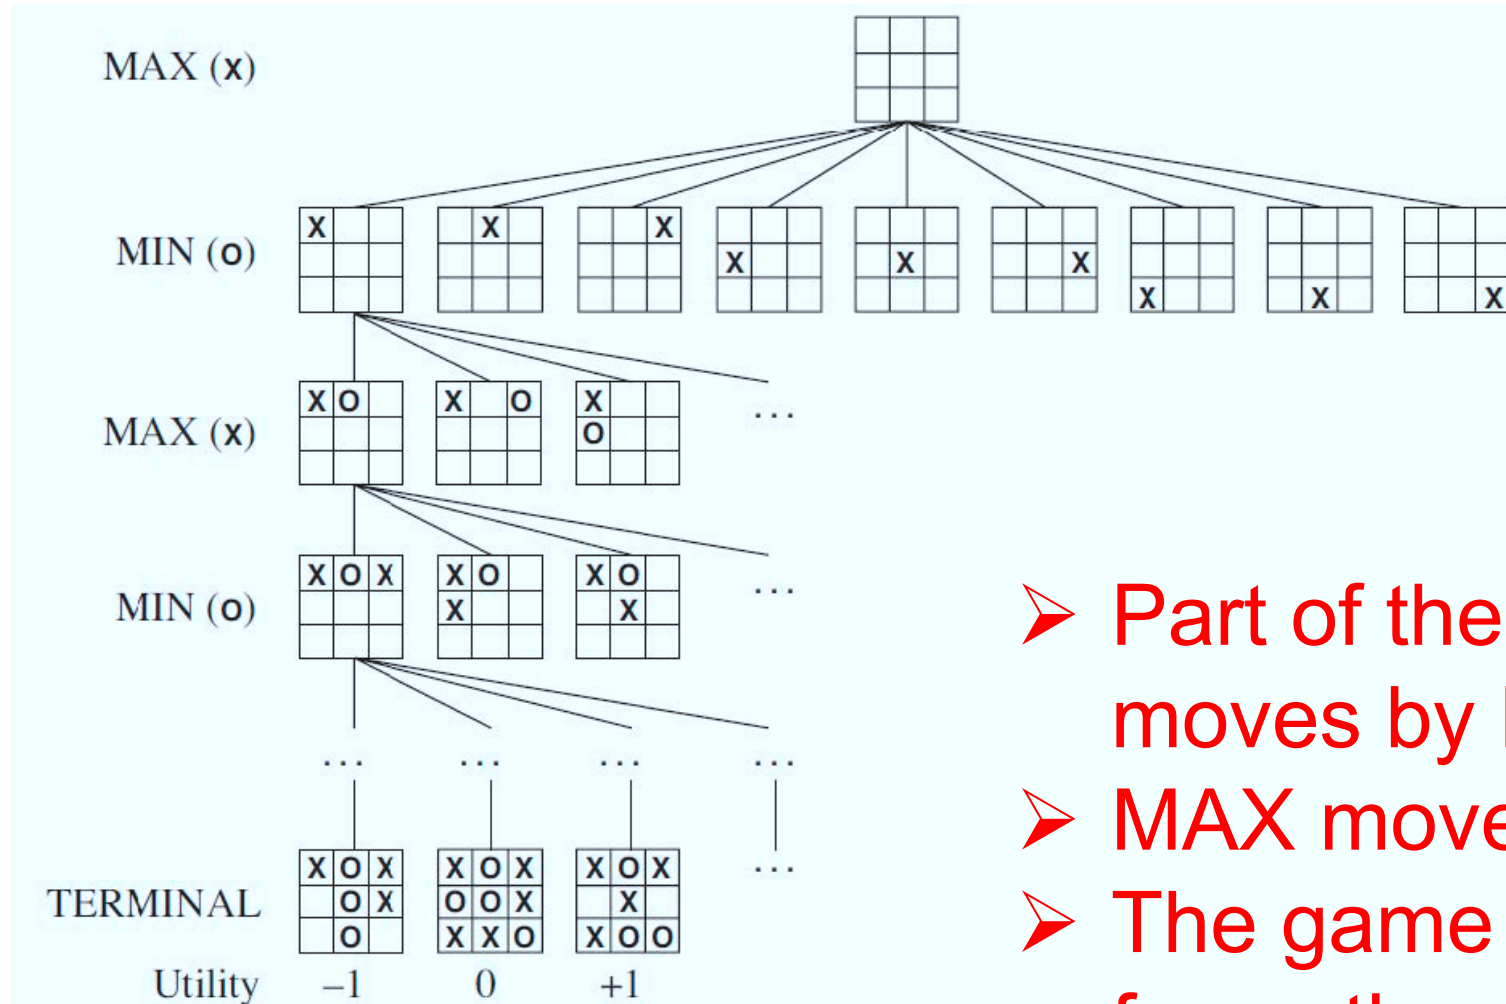 MAX (x)
MIN (o)
X X X X X X X X X
MAX (x)
X O X O X
O
...
MIN (o)
X O X X O X O
X X
...
... ... ... ...
TERMINAL
X O X X O X X O X
O X O O X X
O X X O X O O
...
Utility –1 0 +1
➢ Part of the
moves by
➢ MAX move
➢ The game